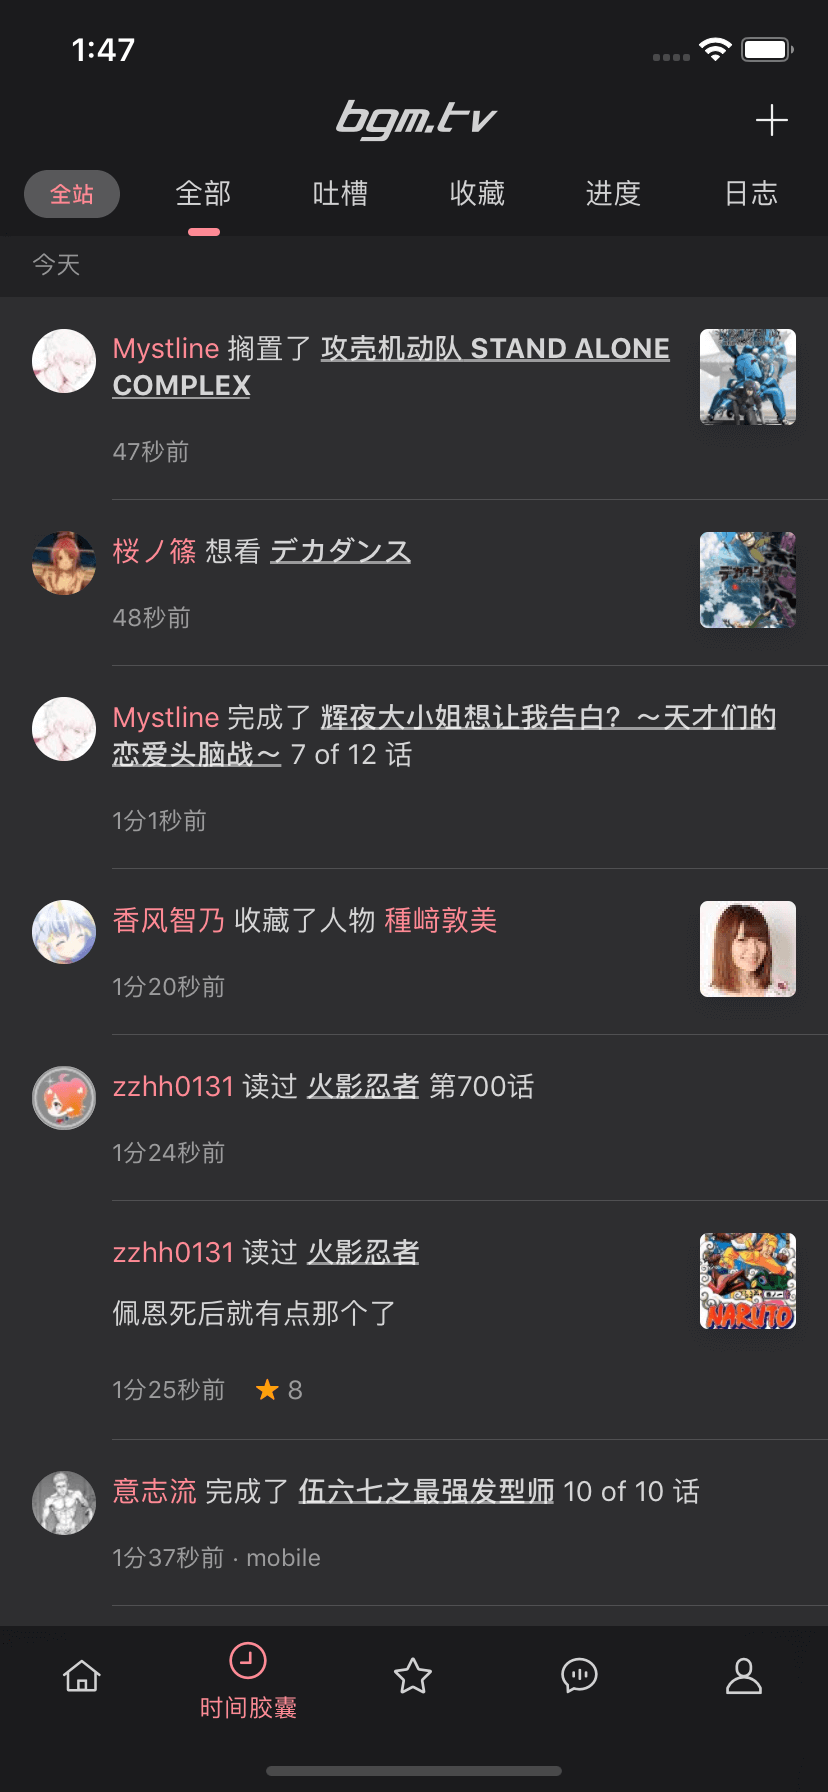 1:47
bgm.tv
全站 全部 吐槽 收藏 进度 日志
今天
Mystline 搁置了 攻壳机动队 STAND ALONE
COMPLEX
47秒前
桜ノ篠 想看 デカダンス
デカダンス
48秒前
Mystline 完成了 辉夜大小姐想让我告白？～天才们的
恋爱头脑战～ 7 of 12 话
1分1秒前
香风智乃 收藏了人物 種﨑敦美
1分20秒前
zzhh0131 读过 火影忍者 第700话
1分24秒前
zzhh0131 读过 火影忍者
佩恩死后就有点那个了
NARUTO
1分25秒前 ★ 8
意志流 完成了 伍六七之最强发型师 10 of 10 话
1分37秒前 · mobile
时间胶囊